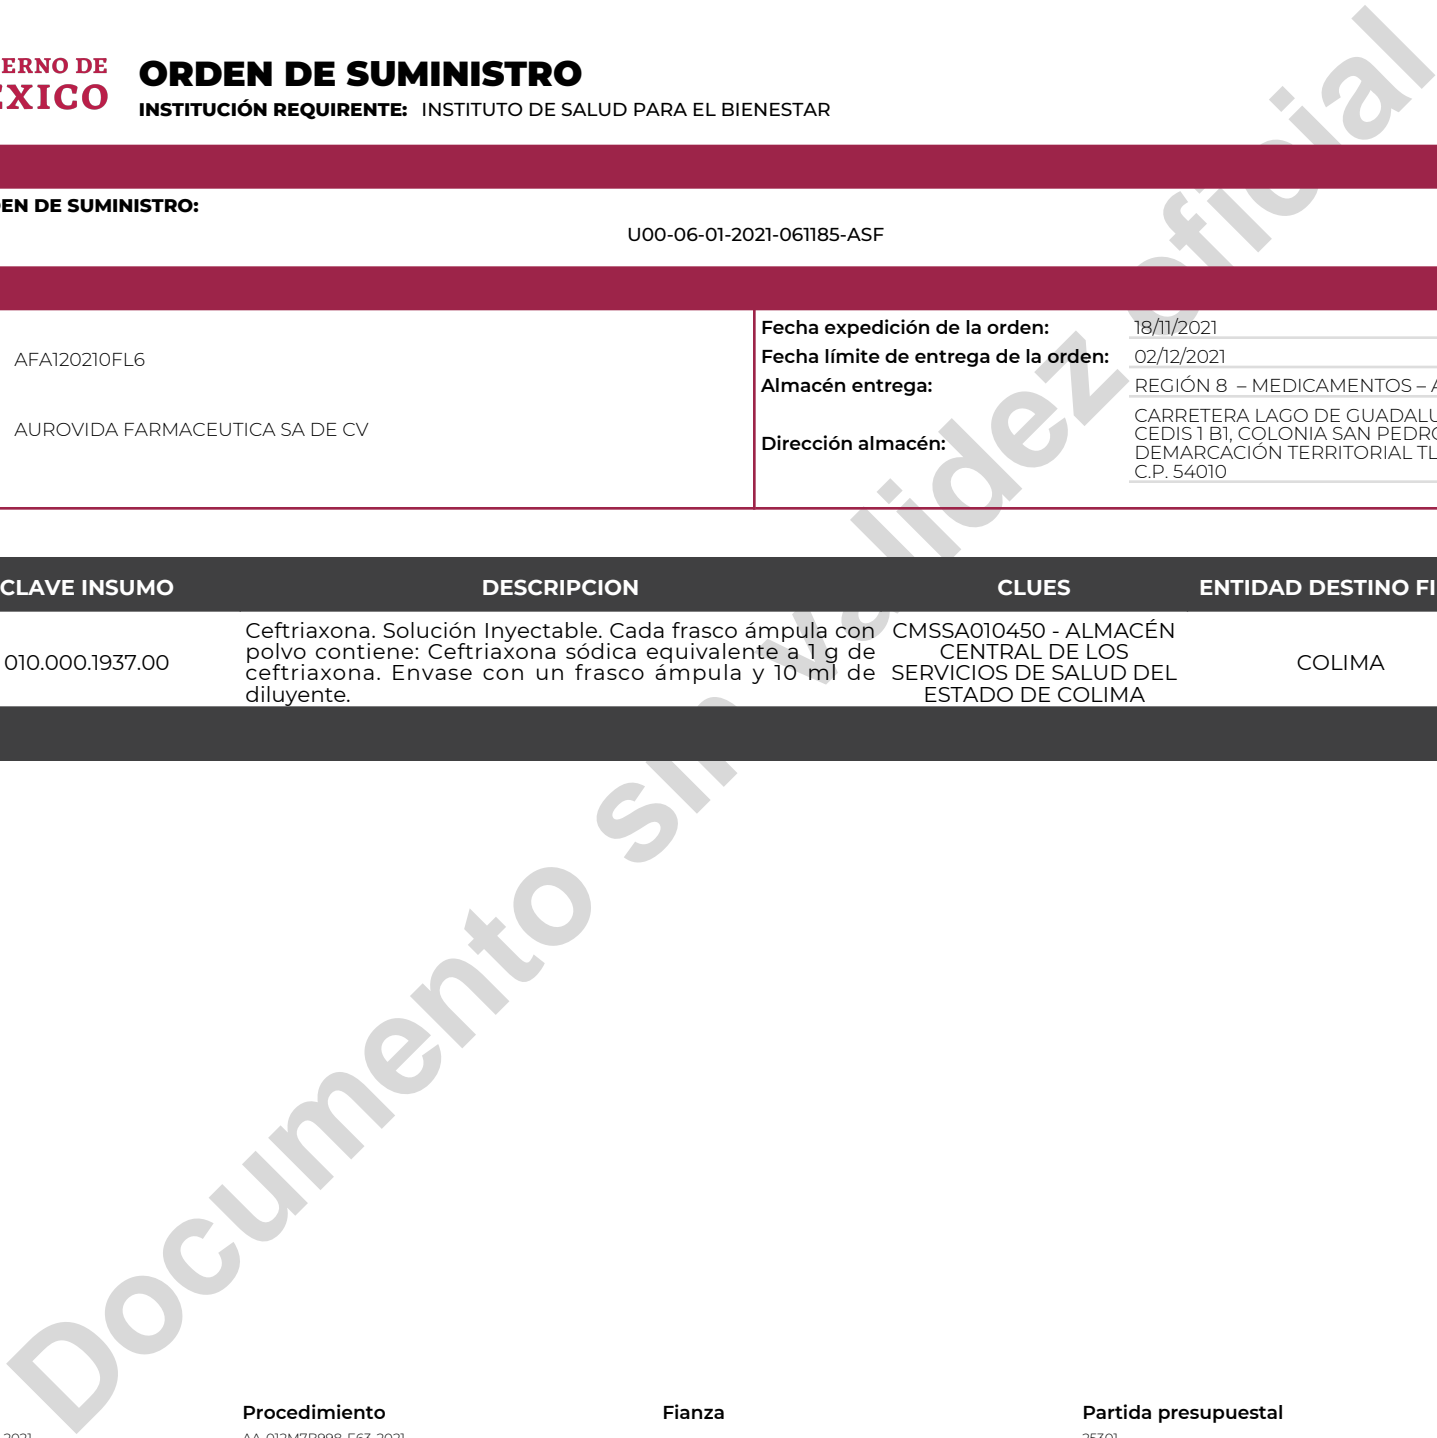 ERNO DE
ORDEN DE SUMINISTRO
XICO
INSTITUCIÓN REQUIRENTE: INSTITUTO DE SALUD PARA EL BIENESTAR
EN DE SUMINISTRO:
U00-06-01-2021-061185-ASF
AFA120210FL6
AUROVIDA FARMACEUTICA SA DE CV
Fecha expedición de la orden: 18/11/2021
Fecha límite de entrega de la orden: 02/12/2021
Almacén entrega: REGIÓN 8 – MEDICAMENTOS – A
Dirección almacén:
CARRETERA LAGO DE GUADALU
CEDIS 1 B1, COLONIA SAN PEDRO
DEMARCACIÓN TERRITORIAL TL
C.P. 54010
CLAVE INSUMO DESCRIPCION CLUES ENTIDAD DESTINO FI
010.000.1937.00
Ceftriaxona. Solución Inyectable. Cada frasco ámpula con
polvo contiene: Ceftriaxona sódica equivalente a 1 g de
ceftriaxona. Envase con un frasco ámpula y 10 ml de
diluyente.
CMSSA010450 - ALMACÉN
CENTRAL DE LOS
SERVICIOS DE SALUD DEL
ESTADO DE COLIMA
COLIMA
Documento sin validez oficial
Procedimiento Fianza Partida presupuestal